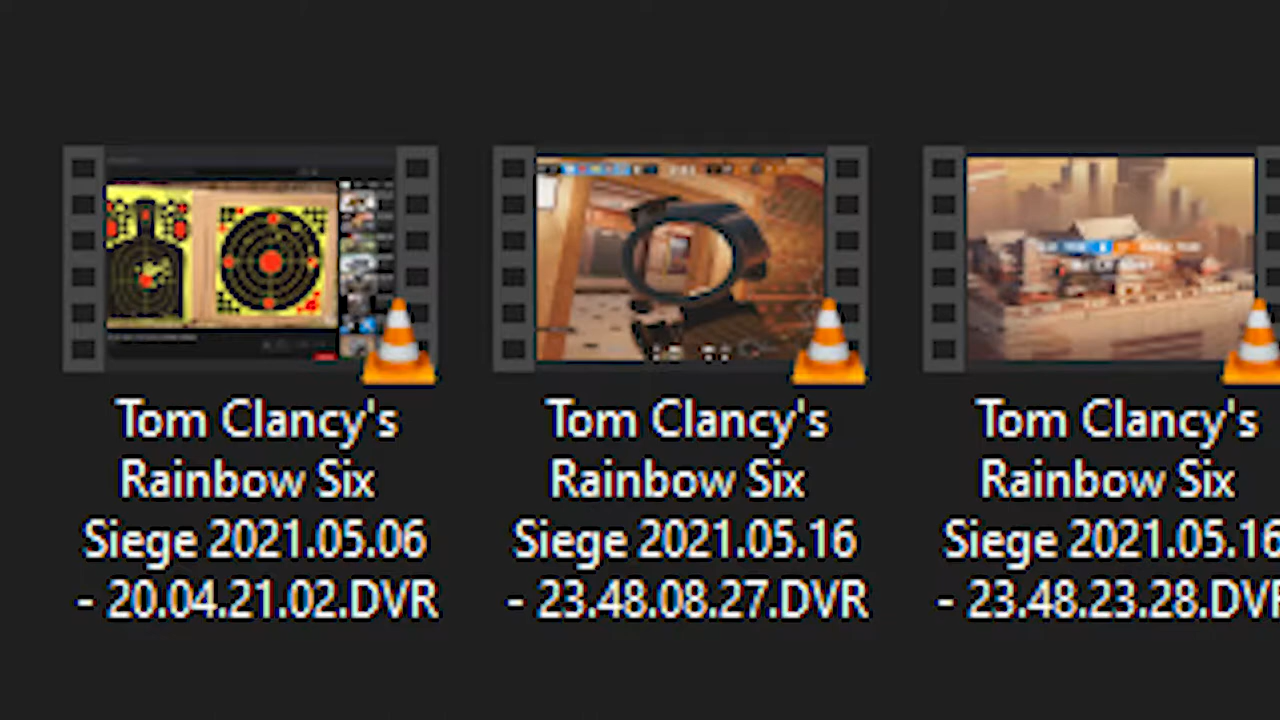 Tom Clancy's
Rainbow Six
Siege 2021.05.06
- 20.04.21.02.DVR
Tom Clancy's
Rainbow Six
Siege 2021.05.16
- 23.48.08.27.DVR
Tom Clancy's
Rainbow Six
Siege 2021.05.16
- 23.48.23.28.DVR